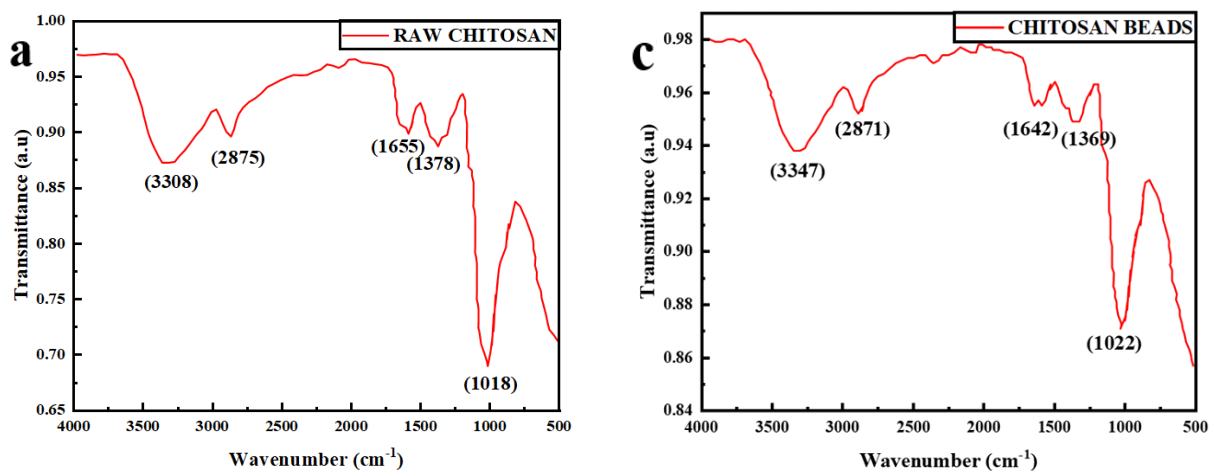 a
RAW CHITOSAN
1.00
0.95
0.90
0.85
0.80
0.75
0.70
0.65
Transmittance (a.u)
(3308)
(2875)
(1655)
(1378)
(1018)
4000 3500 3000 2500 2000 1500 1000 500
Wavenumber (cm⁻¹)
c
CHITOSAN BEADS
0.98
0.96
0.94
0.92
0.90
0.88
0.86
0.84
Transmittance (a.u)
(3347)
(2871)
(1642)
(1369)
(1022)
4000 3500 3000 2500 2000 1500 1000 500
Wavenumber (cm⁻¹)